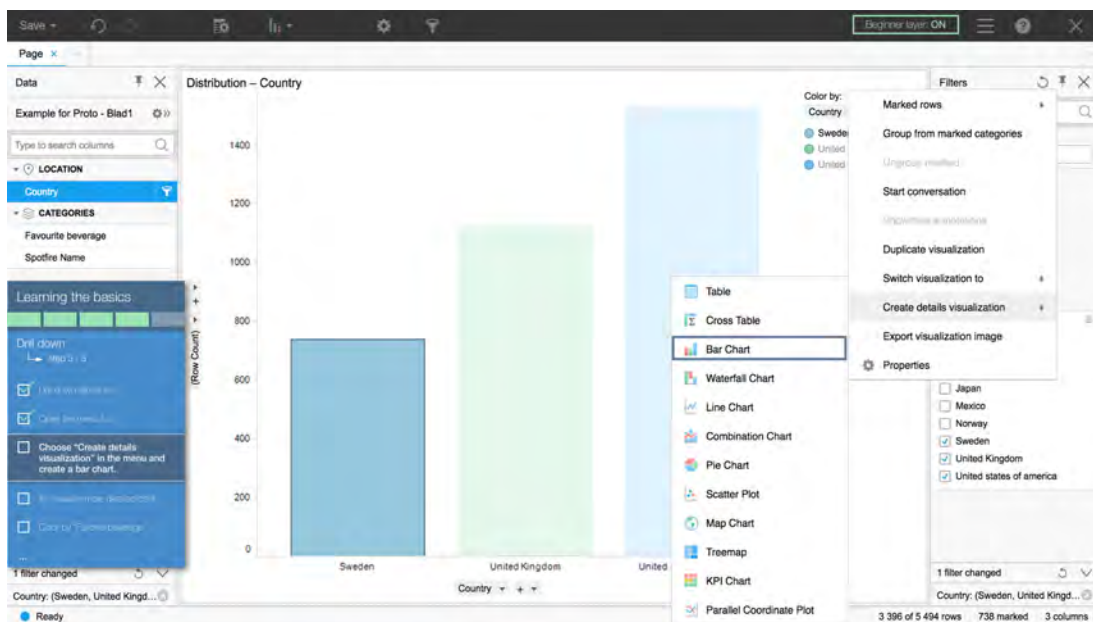 Save
Beginner layer: ON
Page
Data
Example for Proto - Blad1
Type to search columns
LOCATION
Country
CATEGORIES
Favourite beverage
Spotfire Name
Learning the basics
Drill down
Choose "Create details
visualization" in the menu and
create a bar chart.
...
1 filter changed
Country: (Sweden, United Kingd...
Ready
Distribution – Country
1400
1200
1000
800
600
400
200
0
(Row Count)
Sweden
United Kingdom
United
Country
Color by:
Country
Swede
United
United
Table
Cross Table
Bar Chart
Waterfall Chart
Line Chart
Combination Chart
Pie Chart
Scatter Plot
Map Chart
Treemap
KPI Chart
Parallel Coordinate Plot
Marked rows
Group from marked categories
Ungroup marked
Start conversation
Duplicate visualization
Switch visualization to
Create details visualization
Export visualization image
Properties
Filters
Japan
Mexico
Norway
Sweden
United Kingdom
United states of america
1 filter changed
Country: (Sweden, United Kingd...
3 396 of 5 494 rows
738 marked
3 columns